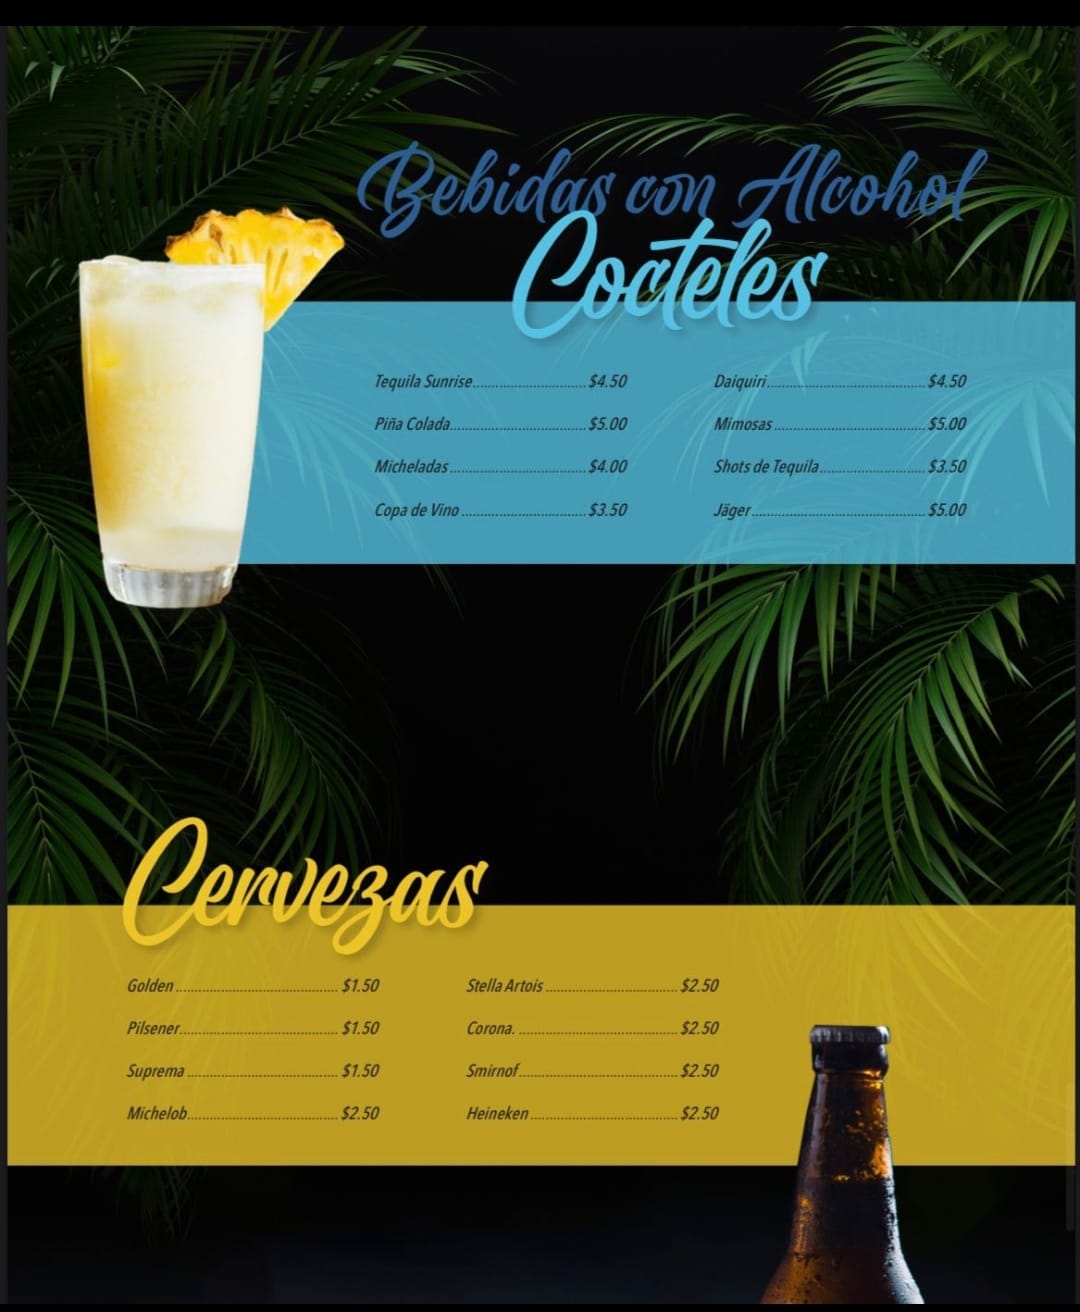 Bebidas con Alcohol
Cocteles
Tequila Sunrise............................ $4.50
Piña Colada.................................. $5.00
Micheladas .................................. $4.00
Copa de Vino ............................... $3.50
Daiquiri....................................... $4.50
Mimosas ..................................... $5.00
Shots de Tequila.......................... $3.50
Jäger........................................... $5.00
Cervezas
Golden ........................................ $1.50
Pilsener....................................... $1.50
Suprema ..................................... $1.50
Michelob..................................... $2.50
Stella Artois ................................ $2.50
Corona. ....................................... $2.50
Smirnof....................................... $2.50
Heineken .................................... $2.50